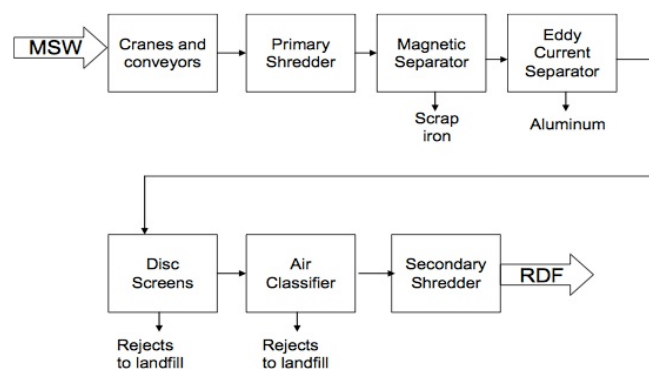 MSW
Cranes and
conveyors
Primary
Shredder
Magnetic
Separator
Eddy
Current
Separator
Scrap
iron
Aluminum
Disc
Screens
Air
Classifier
Secondary
Shredder
RDF
Rejects
to landfill
Rejects
to landfill